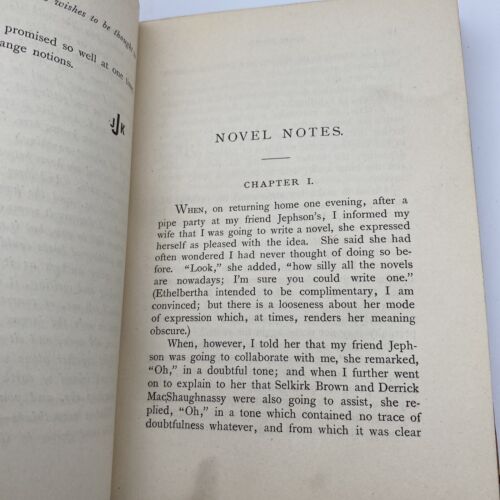 wishes to be thought
promised so well at one time
ange notions.
JK
NOVEL NOTES.
CHAPTER I.
When, on returning home one evening, after a
pipe party at my friend Jephson's, I informed my
wife that I was going to write a novel, she expressed
herself as pleased with the idea. She said she had
often wondered I had never thought of doing so be-
fore. "Look," she added, "how silly all the novels
are nowadays; I'm sure you could write one."
(Ethelbertha intended to be complimentary, I am
convinced; but there is a looseness about her mode
of expression which, at times, renders her meaning
obscure.)
When, however, I told her that my friend Jeph-
son was going to collaborate with me, she remarked,
"Oh," in a doubtful tone; and when I further went
on to explain to her that Selkirk Brown and Derrick
MacShaughnassy were also going to assist, she re-
plied, "Oh," in a tone which contained no trace of
doubtfulness whatever, and from which it was clear